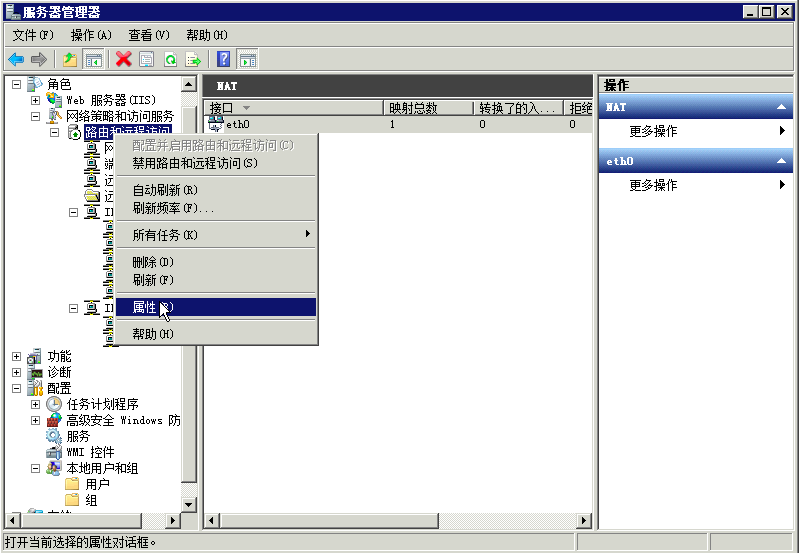 服务器管理器
文件(F) 操作(A) 查看(V) 帮助(H)
角色
Web 服务器(IIS)
网络策略和访问服务
路由和远程访问
功能
诊断
配置
任务计划程序
高级安全 Windows 防
服务
WMI 控件
本地用户和组
用户
组
配置并启用路由和远程访问(C)
禁用路由和远程访问(S)
自动刷新(R)
刷新频率(F)...
所有任务(K)
删除(D)
刷新(F)
属性(R)
帮助(H)
NAT
接口 映射总数 转换了的入... 拒绝
eth0 1 0 0
操作
NAT
更多操作
eth0
更多操作
打开当前选择的属性对话框。